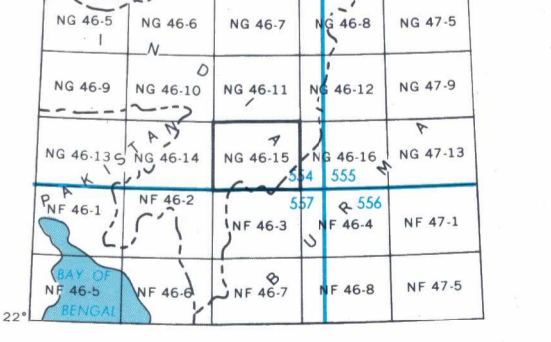 NG 46-5 NG 46-6 NG 46-7 NG 46-8 NG 47-5
I N D I A
NG 46-9 NG 46-10 NG 46-11 NG 46-12 NG 47-9
PAKISTAN
NG 46-13 NG 46-14 NG 46-15 NG 46-16 NG 47-13
554 555
557 556
NF 46-1 NF 46-2 NF 46-3 NF 46-4 NF 47-1
BURMA
BAY OF
BENGAL
NF 46-5 NF 46-6 NF 46-7 NF 46-8 NF 47-5
22°